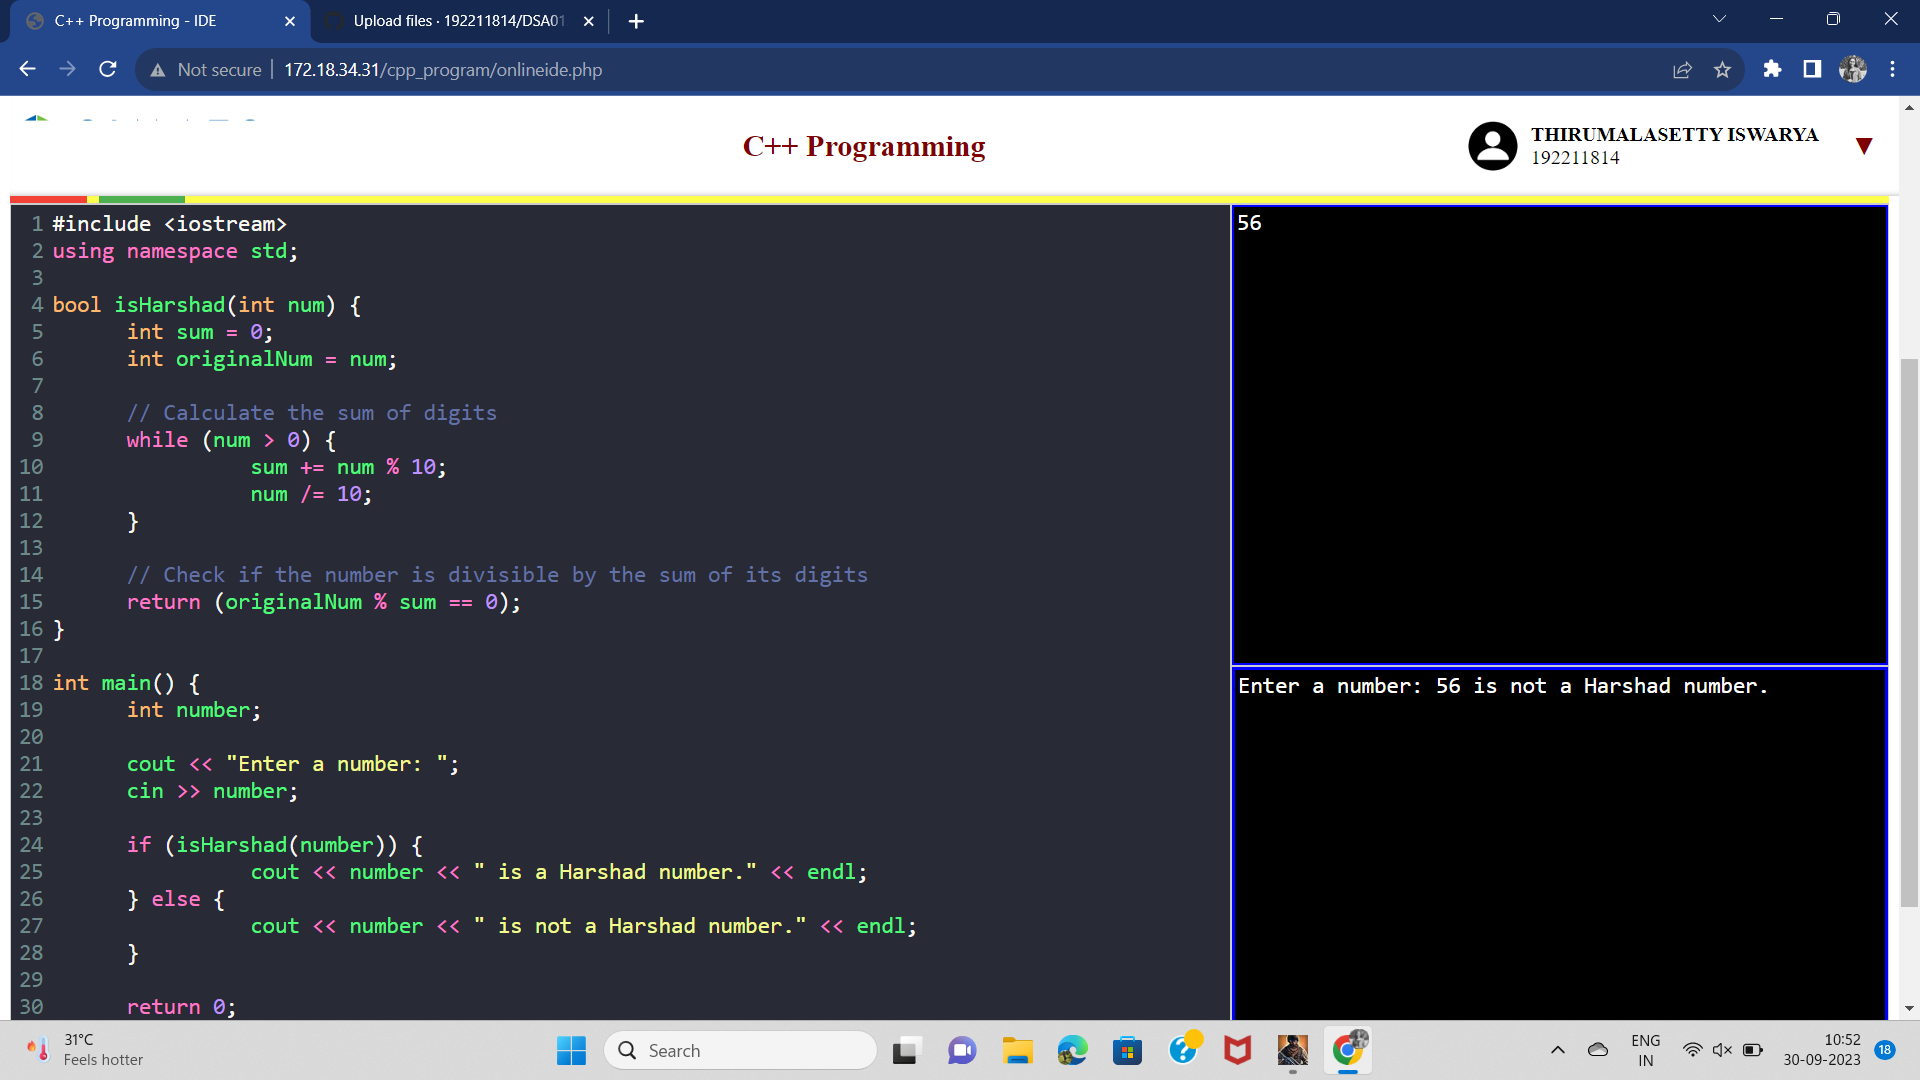 C++ Programming - IDE
Upload files · 192211814/DSA01
Not secure
172.18.34.31/cpp_program/onlineide.php
C++ Programming
THIRUMALASETTY ISWARYA
192211814
1 #include <iostream>
2 using namespace std;
3
4 bool isHarshad(int num) {
5 int sum = 0;
6 int originalNum = num;
7
8 // Calculate the sum of digits
9 while (num > 0) {
10 sum += num % 10;
11 num /= 10;
12 }
13
14 // Check if the number is divisible by the sum of its digits
15 return (originalNum % sum == 0);
16 }
17
18 int main() {
19 int number;
20
21 cout << "Enter a number: ";
22 cin >> number;
23
24 if (isHarshad(number)) {
25 cout << number << " is a Harshad number." << endl;
26 } else {
27 cout << number << " is not a Harshad number." << endl;
28 }
29
30 return 0;
56
Enter a number: 56 is not a Harshad number.
31°C
Feels hotter
Search
ENG
IN
10:52
30-09-2023
18